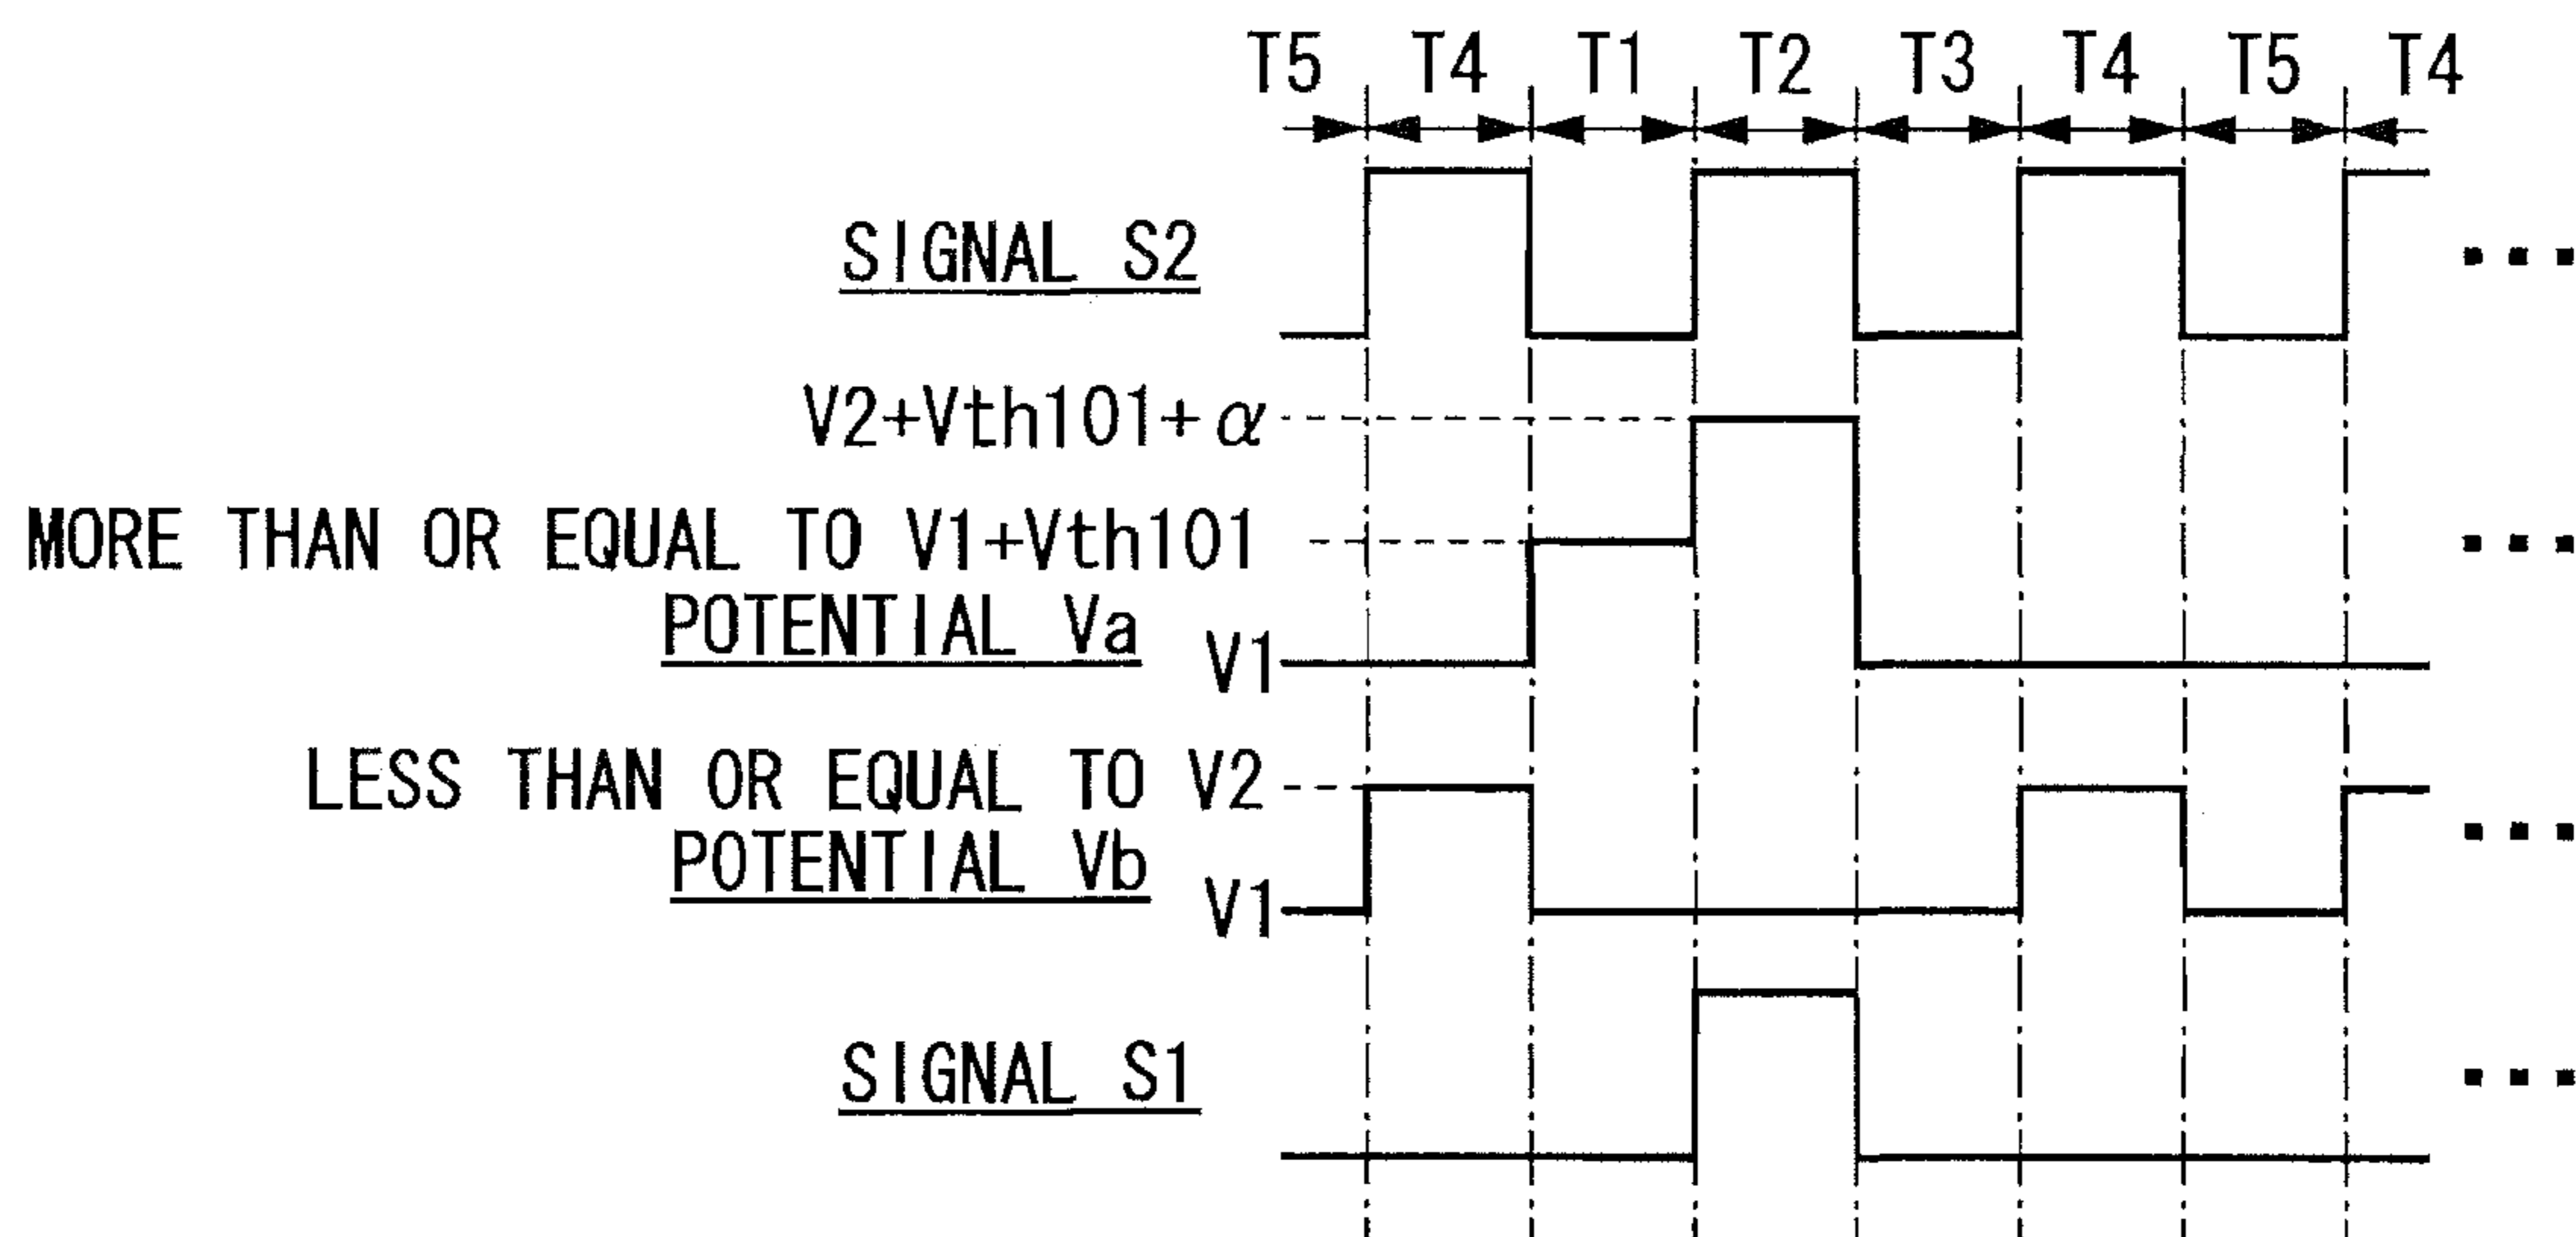 T5 T4 T1 T2 T3 T4 T5 T4
SIGNAL S2
V2+Vth101+α
MORE THAN OR EQUAL TO V1+Vth101
POTENTIAL Va
V1
LESS THAN OR EQUAL TO V2
POTENTIAL Vb
V1
SIGNAL S1